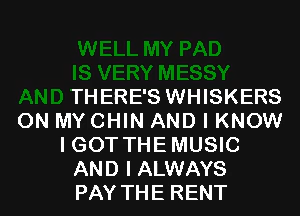 WELL MY PAD
IS VERY MESSY
AND THERE'S WHISKERS
ON MY CHIN AND I KNOW
I GOT THE MUSIC
AND I ALWAYS
PAY THE RENT